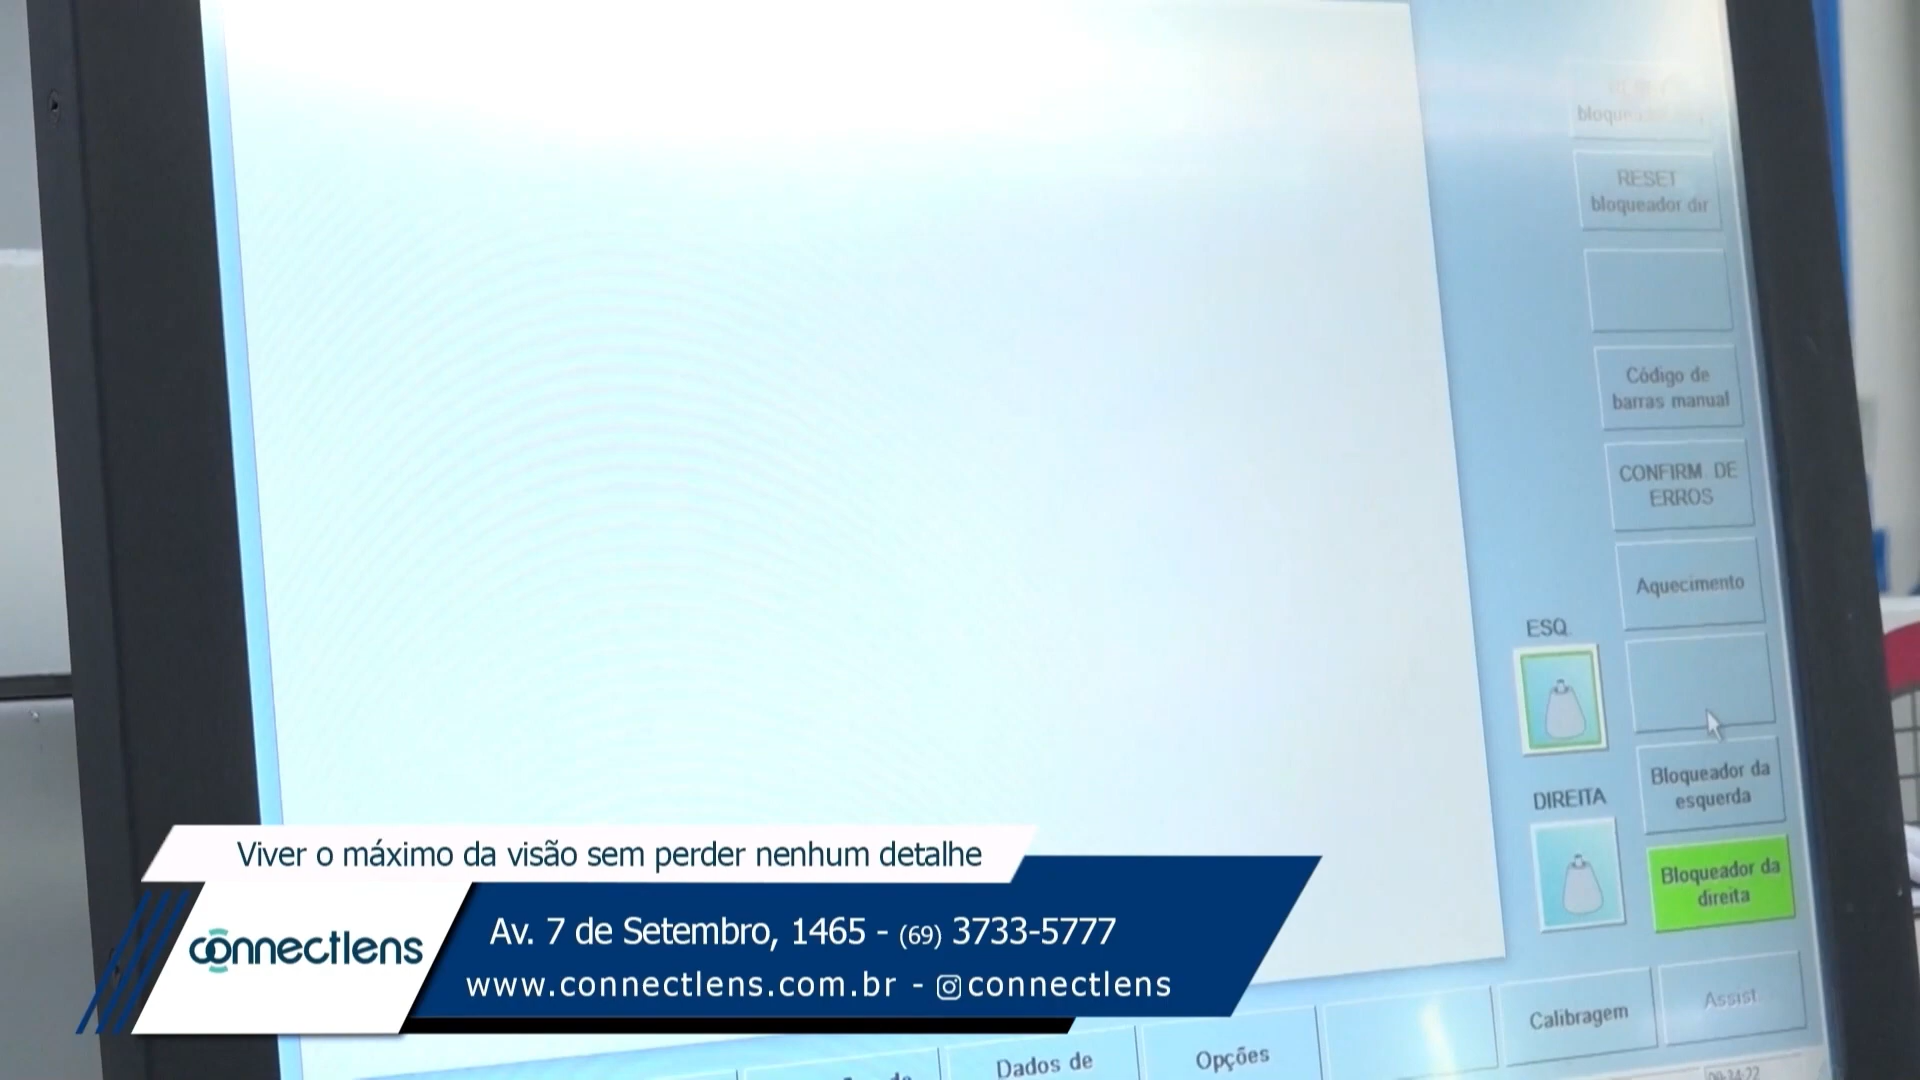 RESET
bloqueador dir
Código de
barras manual
CONFIRM DE
ERROS
Aquecimento
ESQ.
Bloqueador da
esquerda
DIREITA
Bloqueador da
direita
Calibragem
Assist.
Dados de
Opções
Viver o máximo da visão sem perder nenhum detalhe
connectlens
Av. 7 de Setembro, 1465 - (69) 3733-5777
www.connectlens.com.br - connectlens